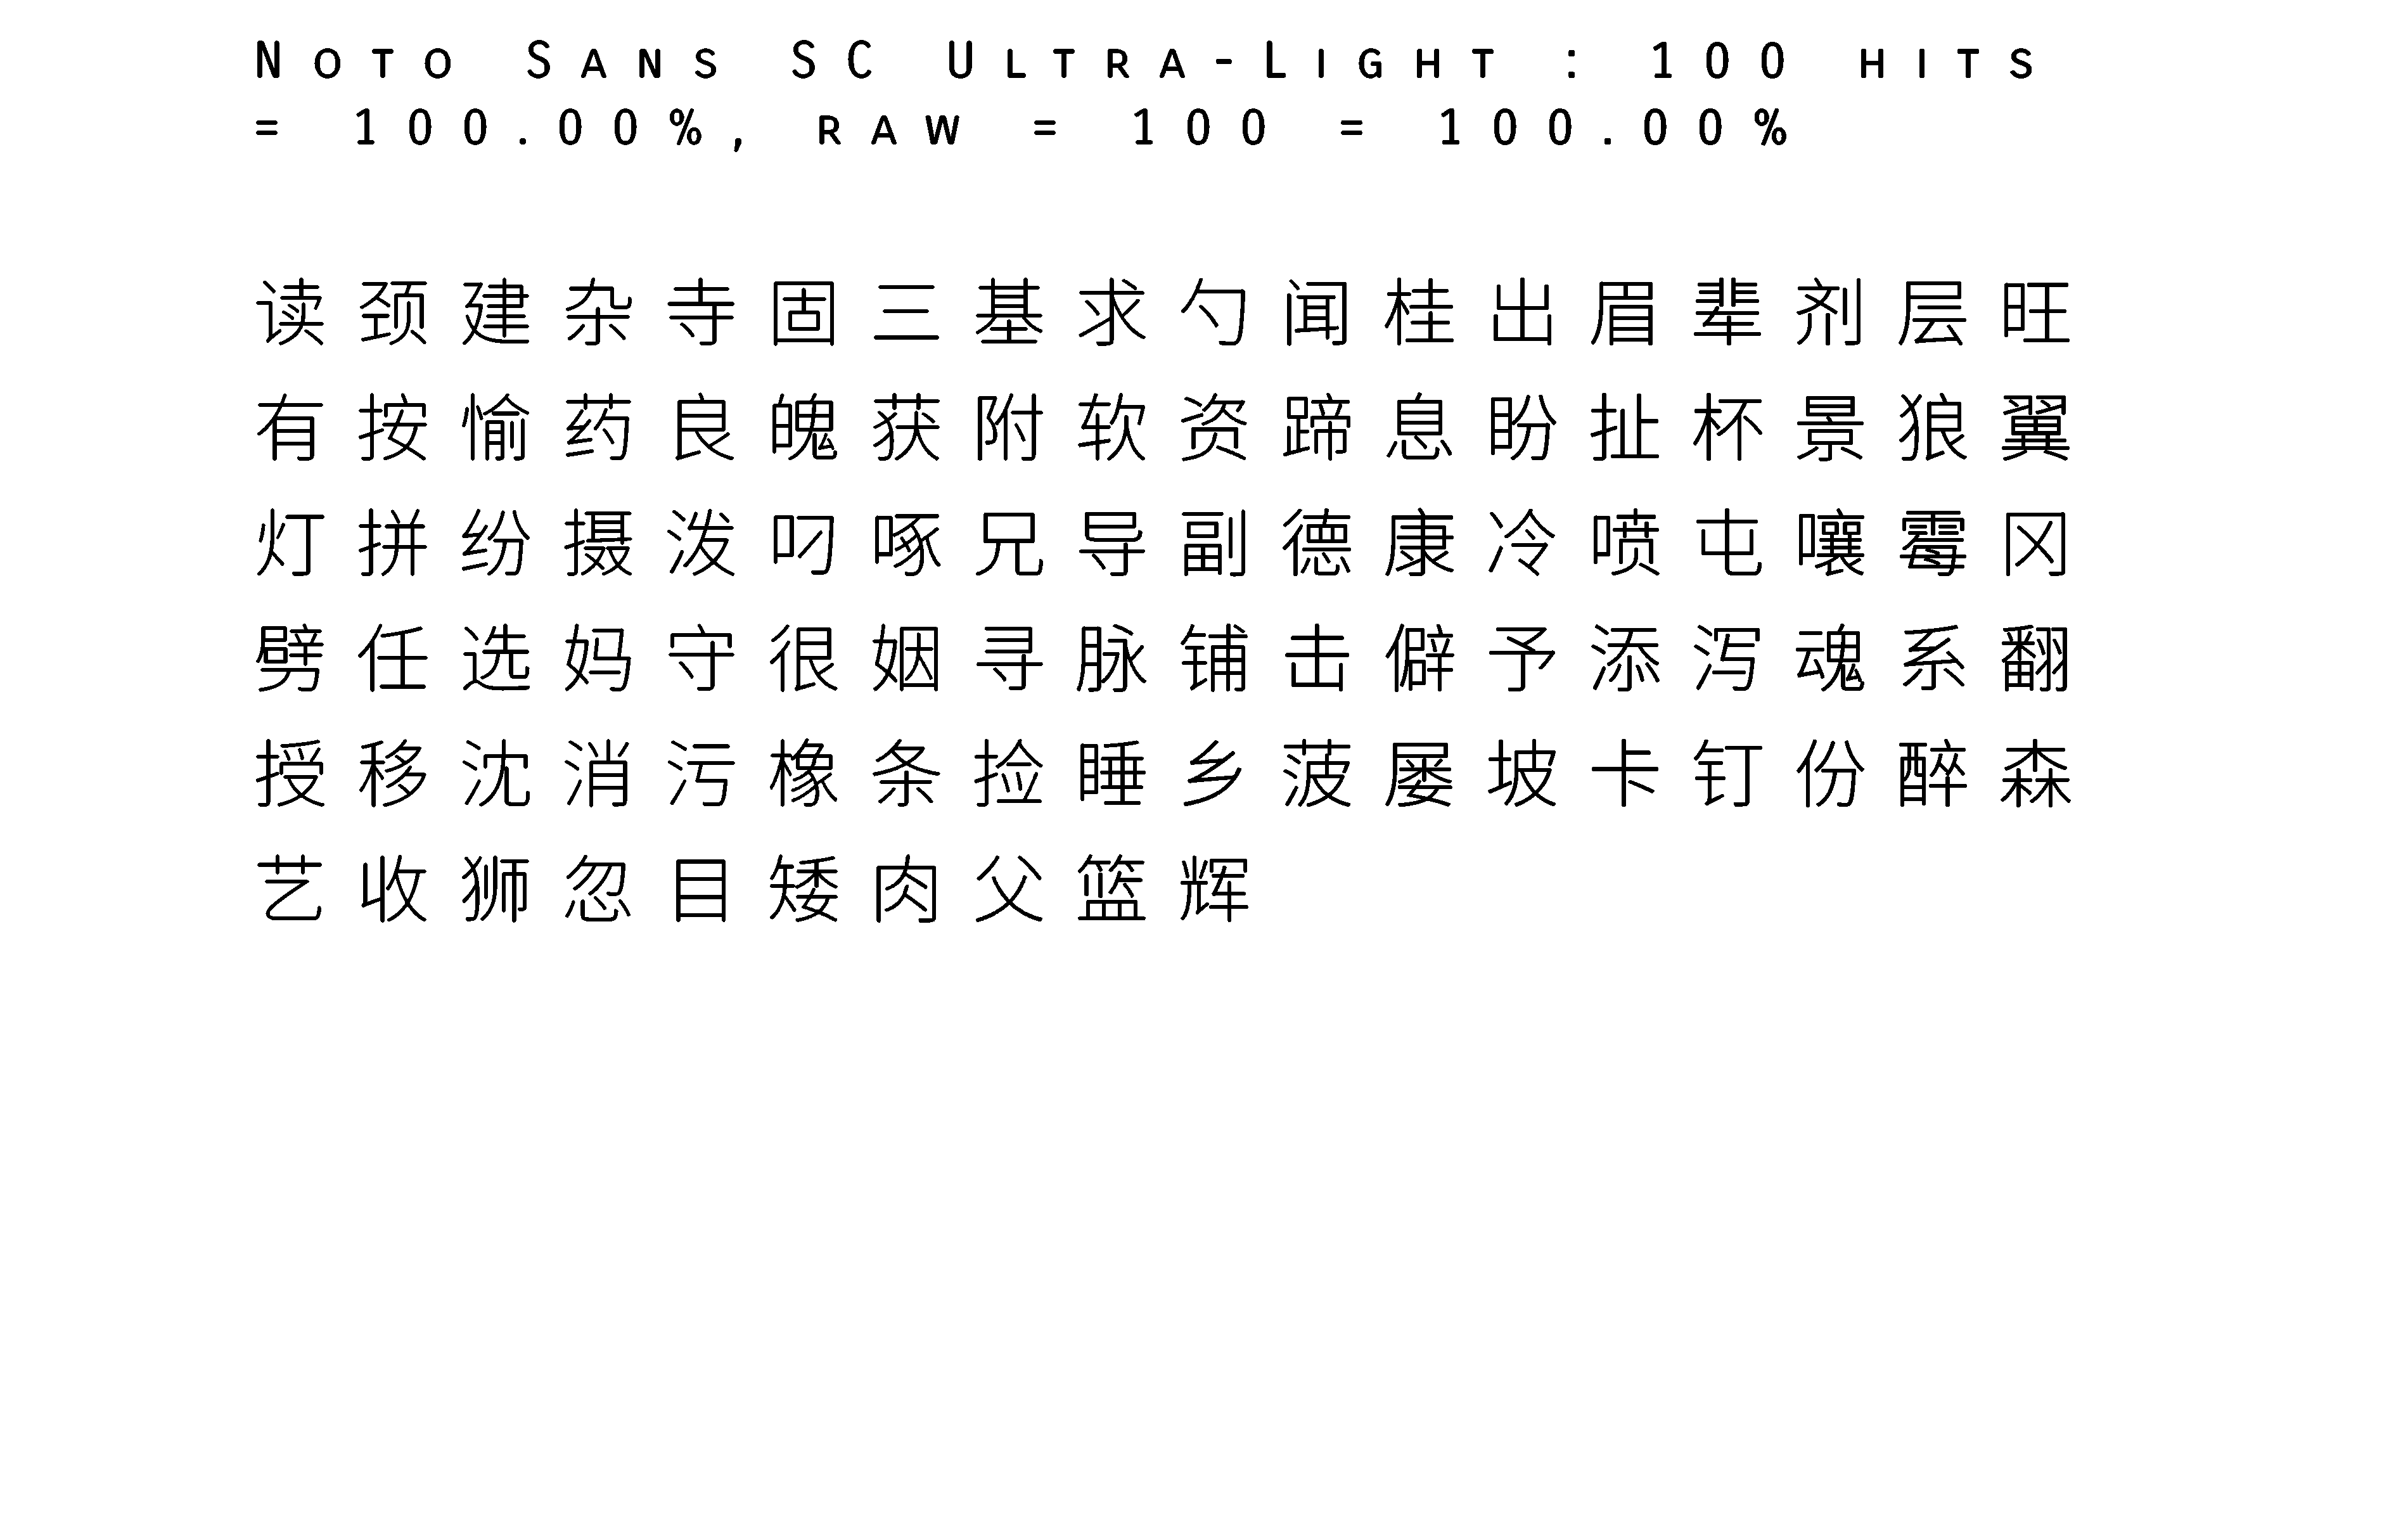 Noto Sans SC Ultra-Light : 100 hits
= 100.00%, raw = 100 = 100.00%
读颈建杂寺固三基求勺闻桂出眉辈剂层旺
有按愉药良魄获附软资蹄息盼扯杯景狼翼
灯拼纷摄泼叼啄兄导副德康冷喷屯嚷霉冈
劈任选妈守很姻寻脉铺击僻予添泻魂系翻
授移沈消污橡条捡睡乡菠屡坡卡钉份醉森
艺收狮忽目矮肉父篮辉